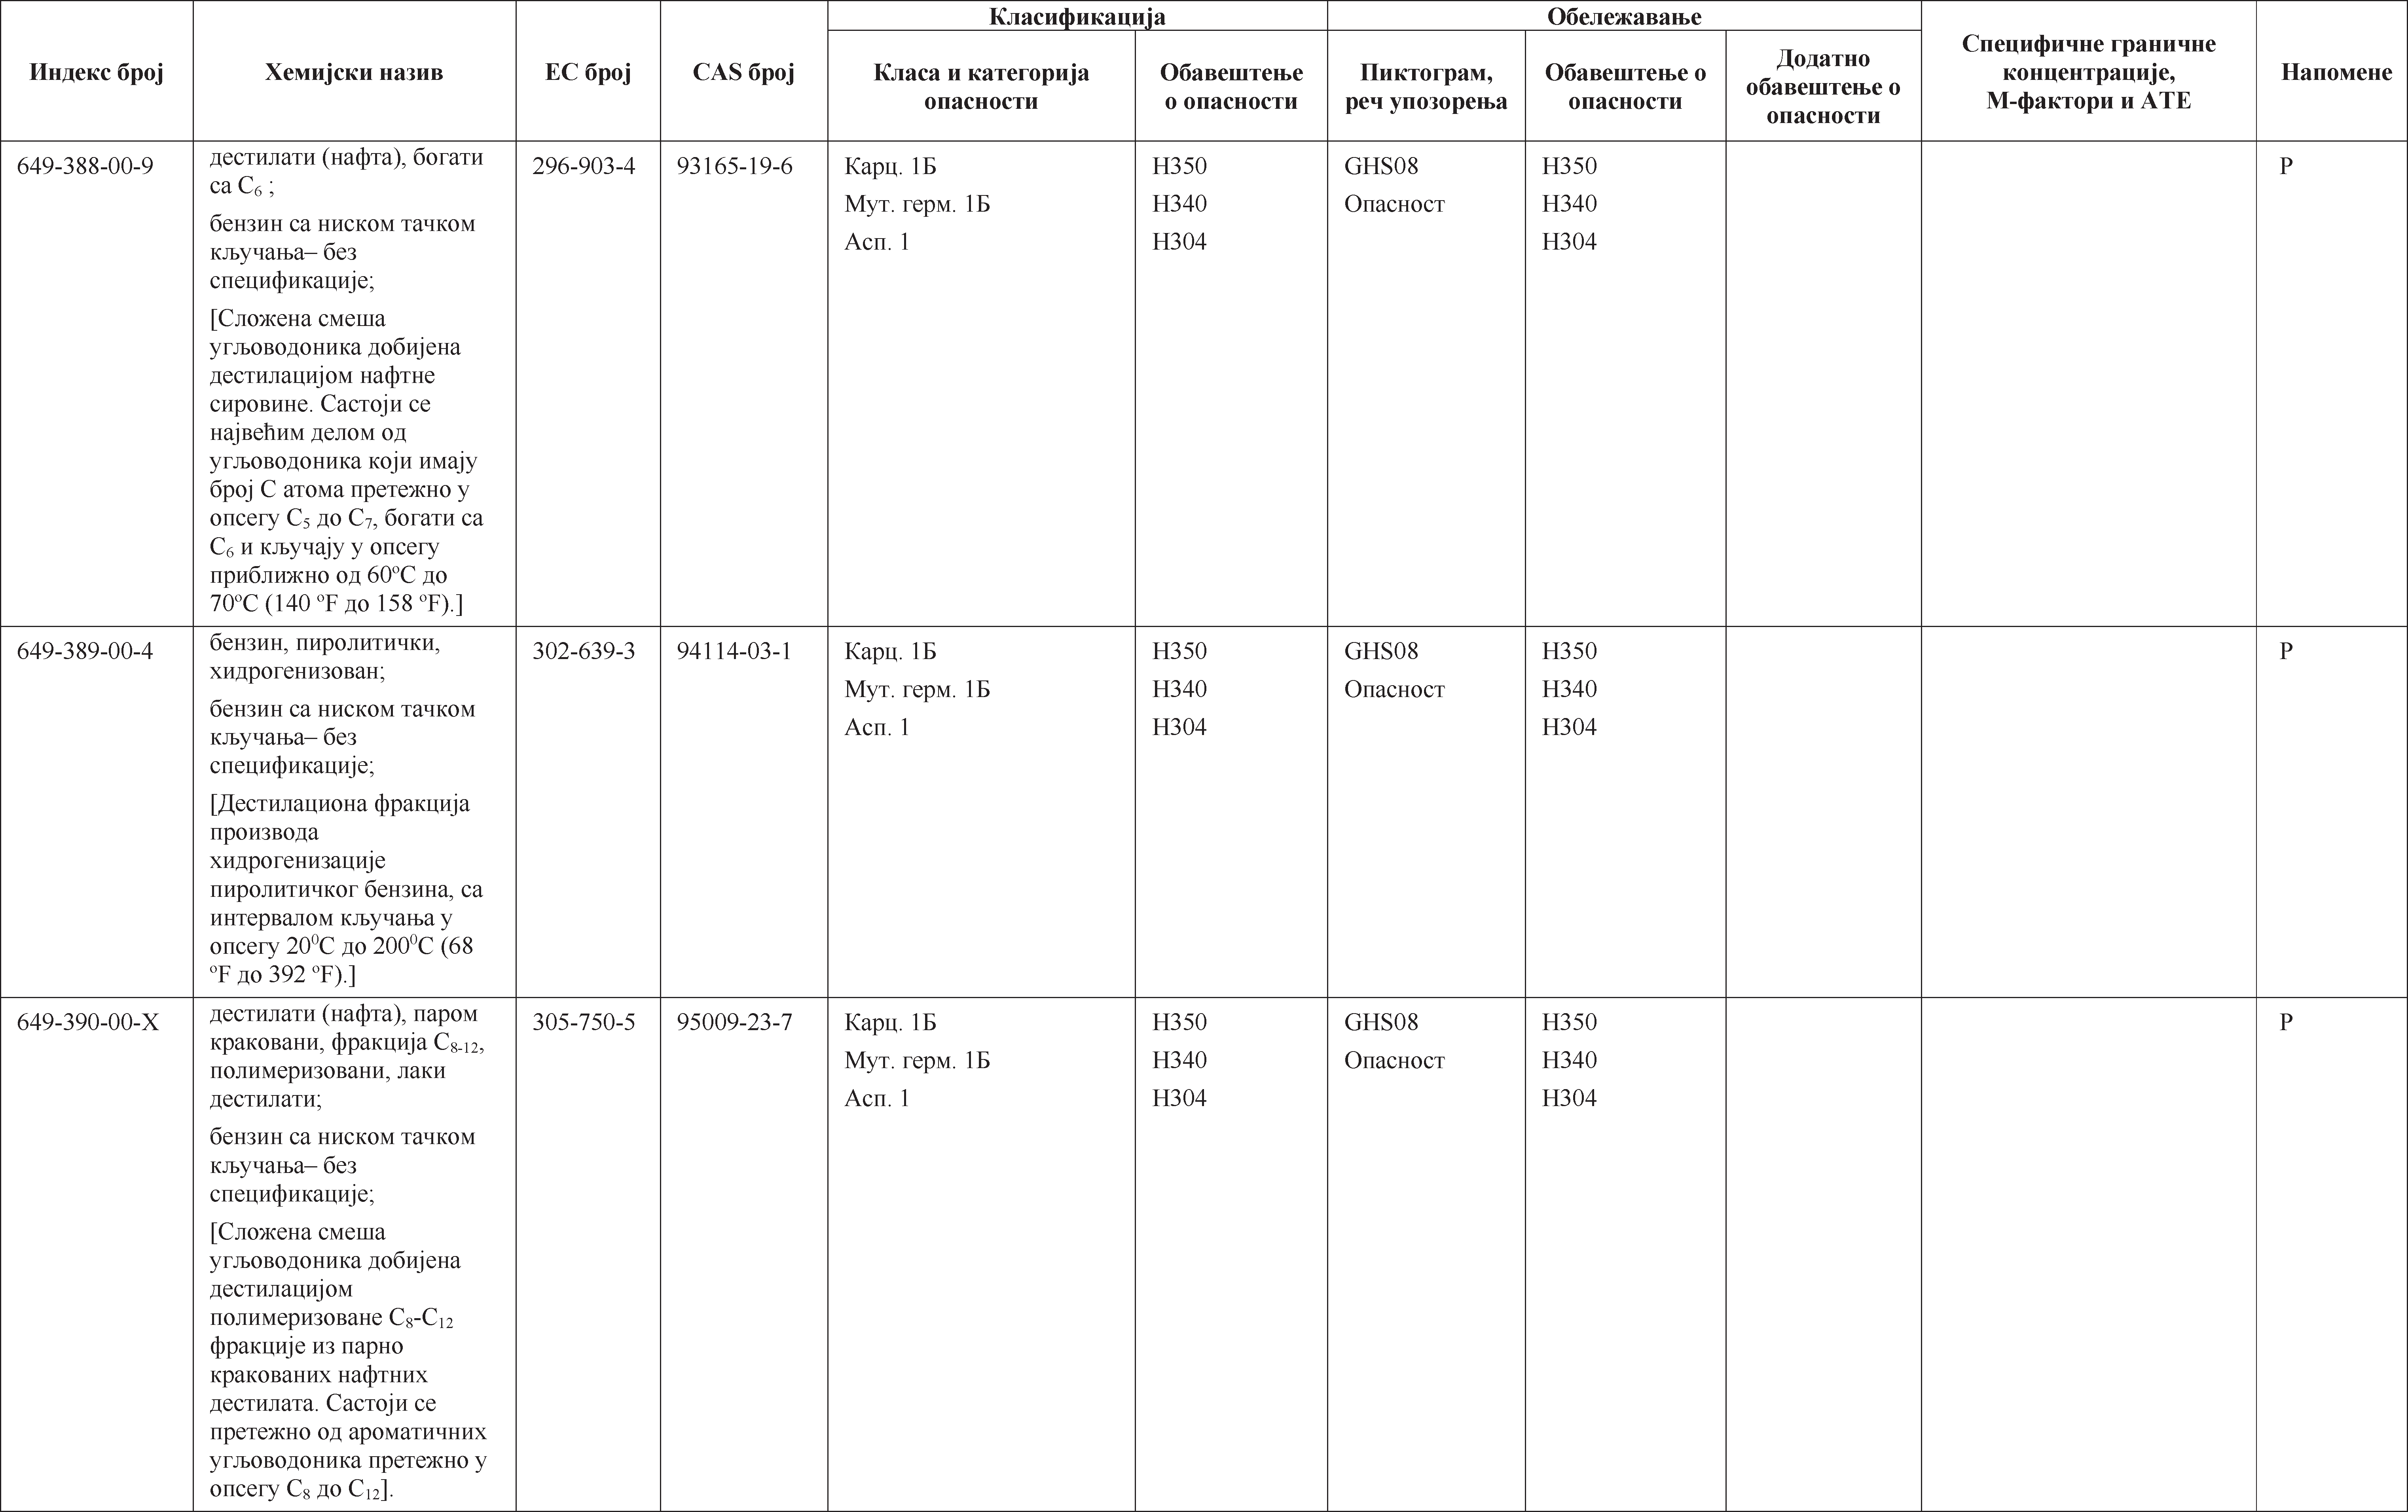 Индекс број
Хемијски назив
ЕС број
CAS број
Класификација
Обележавање
Специфичне граничне
концентрације,
М-фактори и АТЕ
Напомене
Класа и категорија
опасности
Обавештење
о опасности
Пиктограм,
реч упозорења
Обавештење о
опасности
Додатно
обавештење о
опасности
649-388-00-9
дестилати (нафта), богати
са C₆ ;
бензин са ниском тачком
кључања– без
спецификације;
[Сложена смеша
угљоводоника добијена
дестилацијом нафтне
сировине. Састоји се
највећим делом од
угљоводоника који имају
број С атома претежно у
опсегу C₅ до C₇, богати са
C₆ и кључају у опсегу
приближно од 60ºC до
70ºC (140 ºF до 158 ºF).]
296-903-4
93165-19-6
Карц. 1Б
Мут. герм. 1Б
Асп. 1
H350
H340
H304
GHS08
Опасност
H350
H340
H304
P
649-389-00-4
бензин, пиролитички,
хидрогенизован;
бензин са ниском тачком
кључања– без
спецификације;
[Дестилациона фракција
производа
хидрогенизације
пиролитичког бензина, са
интервалом кључања у
опсегу 20⁰C до 200⁰C (68
ºF до 392 ºF).]
302-639-3
94114-03-1
Карц. 1Б
Мут. герм. 1Б
Асп. 1
H350
H340
H304
GHS08
Опасност
H350
H340
H304
P
649-390-00-X
дестилати (нафта), паром
краковани, фракција C₈₋₁₂,
полимеризовани, лаки
дестилати;
бензин са ниском тачком
кључања– без
спецификације;
[Сложена смеша
угљоводоника добијена
дестилацијом
полимеризоване C₈-C₁₂
фракције из парно
кракованих нафтних
дестилата. Састоји се
претежно од ароматичних
угљоводоника претежно у
опсегу C₈ до C₁₂].
305-750-5
95009-23-7
Карц. 1Б
Мут. герм. 1Б
Асп. 1
H350
H340
H304
GHS08
Опасност
H350
H340
H304
P